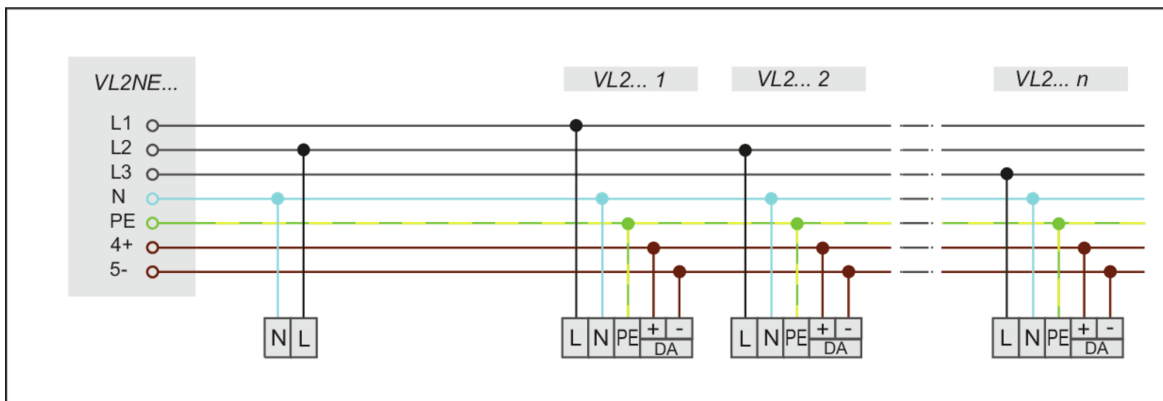 VL2NE... VL2... 1 VL2... 2 VL2... n
L1
L2
L3
N
PE
4+
5-
N L L N PE + - DA L N PE + - DA L N PE + - DA